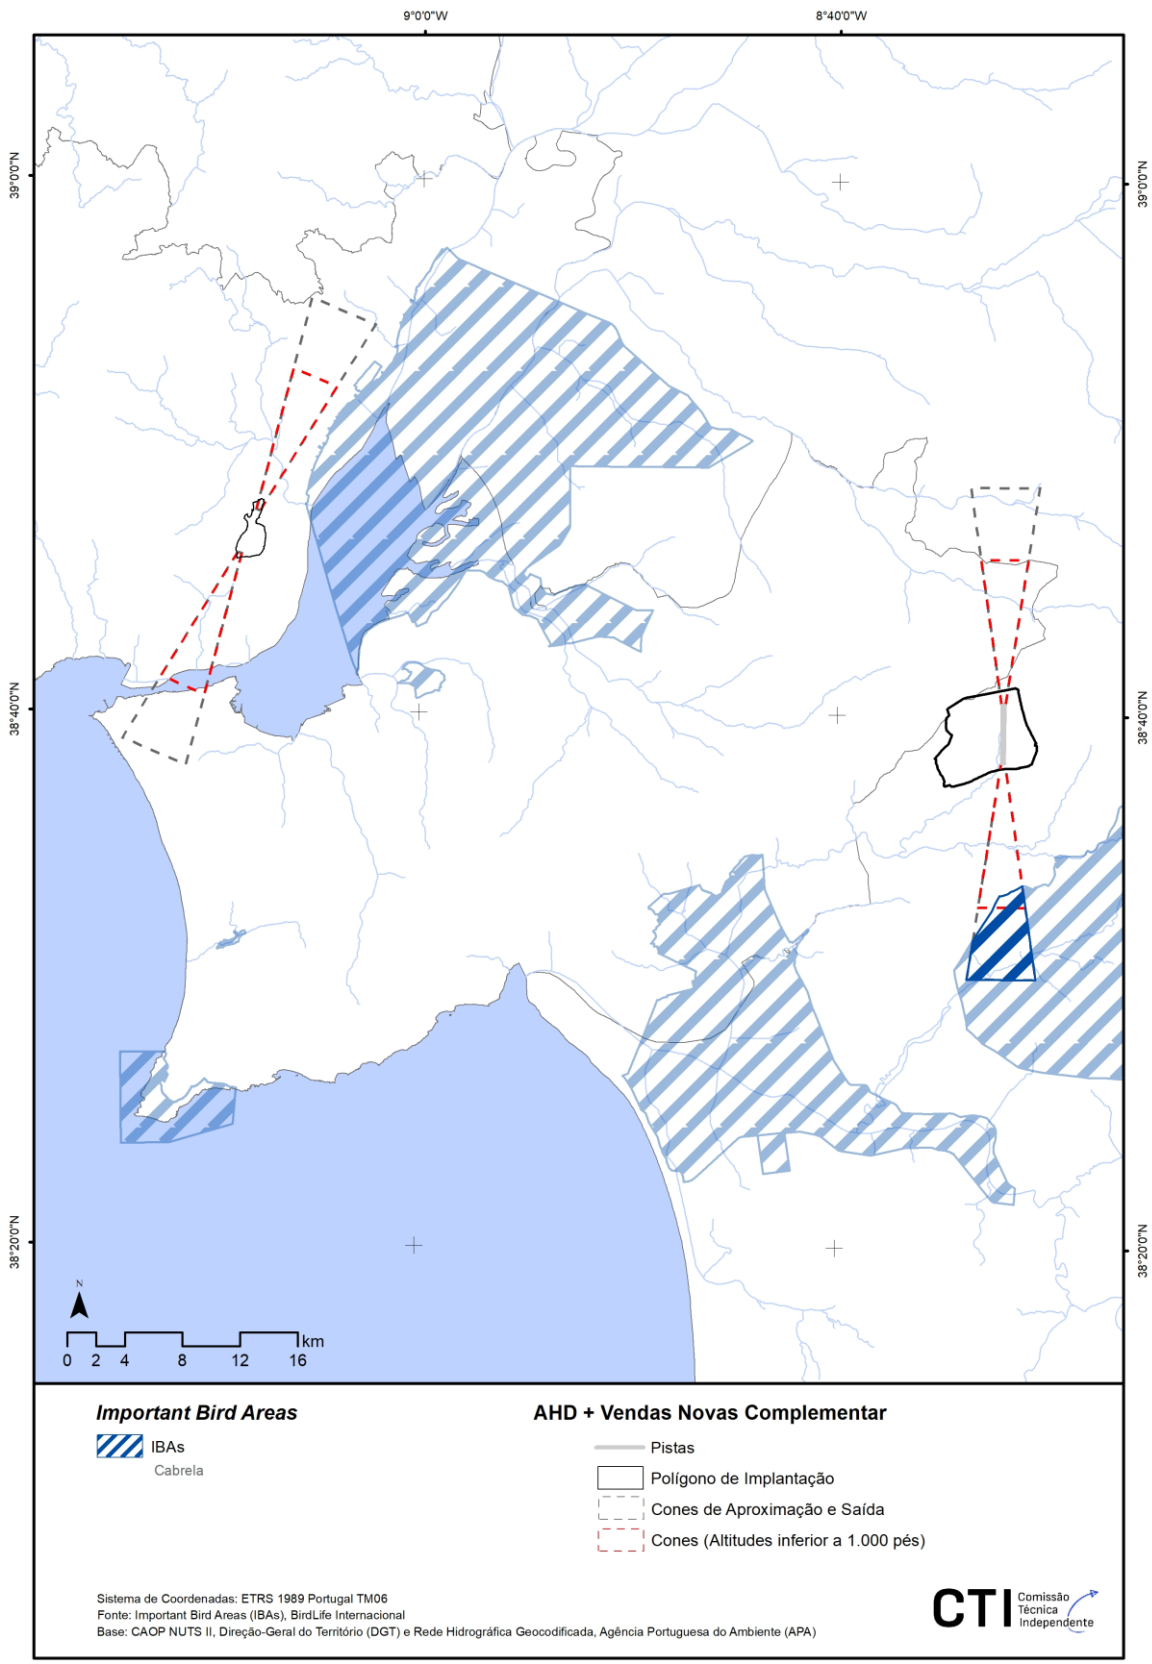 9°0'0"W
8°40'0"W
39°0'0"N
39°0'0"N
38°40'0"N
38°40'0"N
38°20'0"N
38°20'0"N
N
km
0 2 4 8 12 16
Important Bird Areas
IBAs
Cabrela
AHD + Vendas Novas Complementar
Pistas
Polígono de Implantação
Cones de Aproximação e Saída
Cones (Altitudes inferior a 1.000 pés)
Sistema de Coordenadas: ETRS 1989 Portugal TM06
Fonte: Important Bird Areas (IBAs), BirdLife Internacional
Base: CAOP NUTS II, Direção-Geral do Território (DGT) e Rede Hidrográfica Geocodificada, Agência Portuguesa do Ambiente (APA)
CTI
Comissão
Técnica
Independente